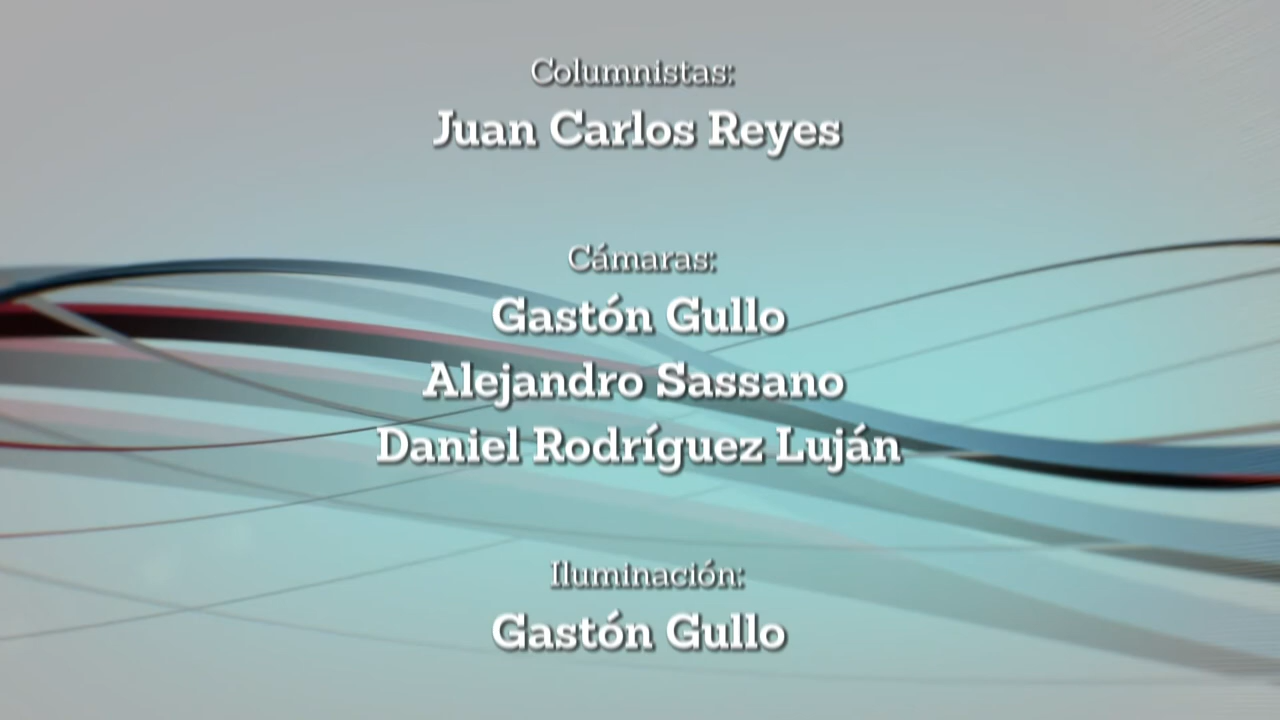 Columnistas:
Juan Carlos Reyes
Cámaras:
Gastón Gullo
Alejandro Sassano
Daniel Rodríguez Luján
Iluminación:
Gastón Gullo